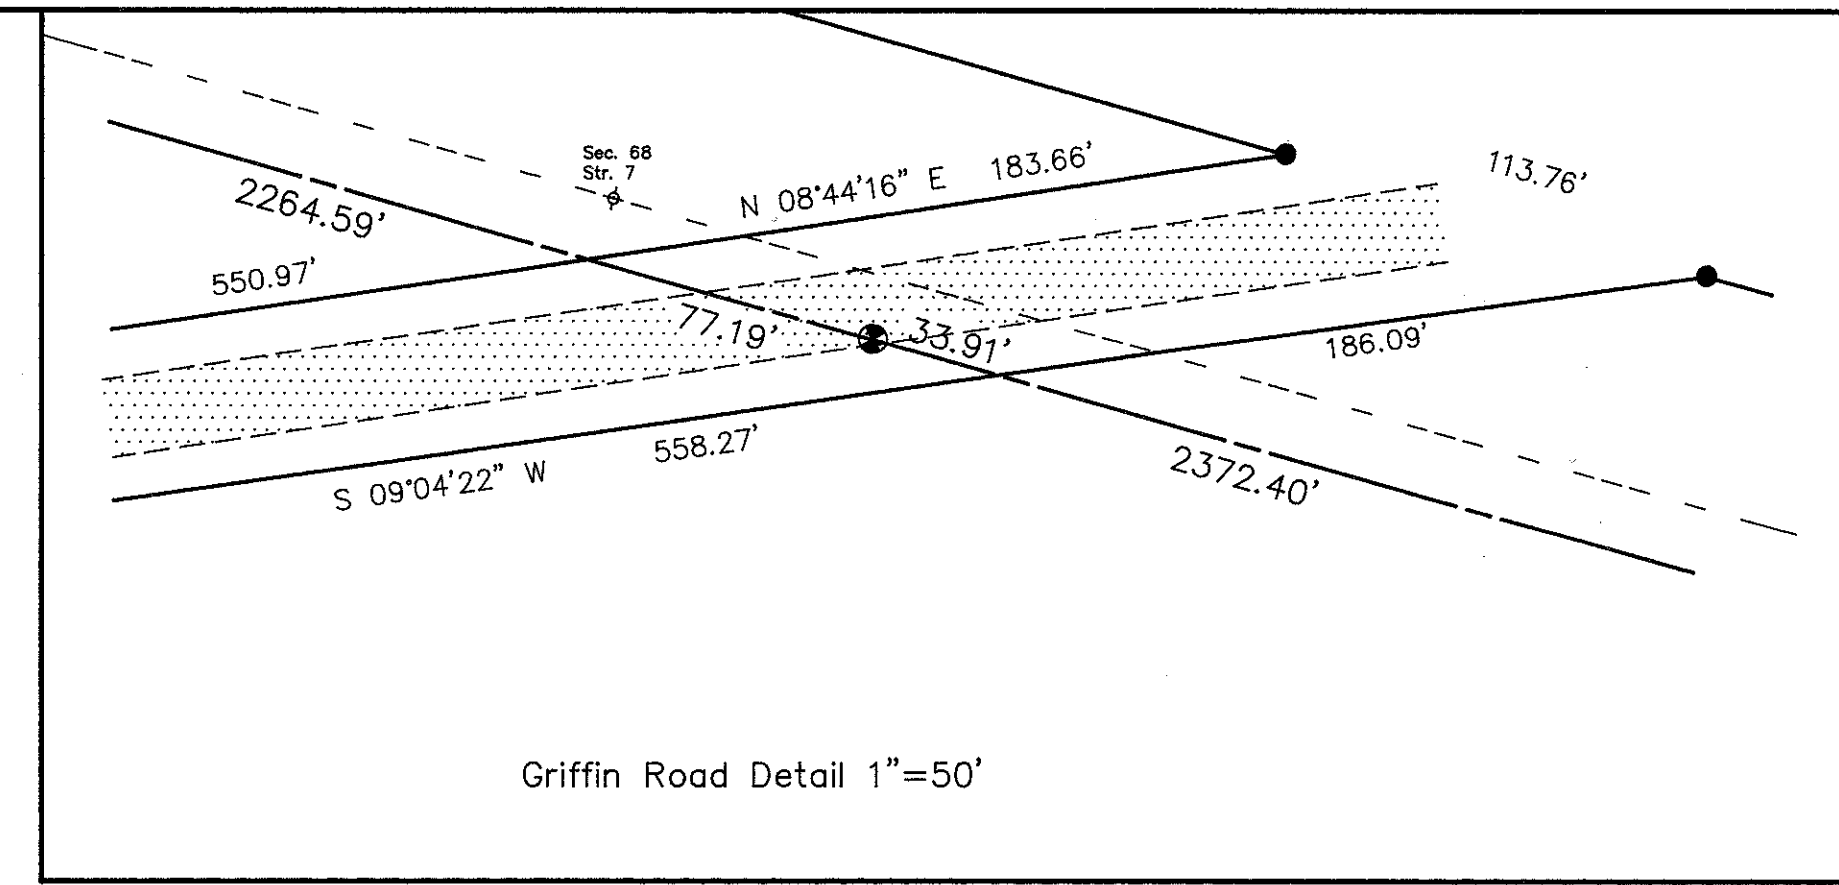 Sec. 68
Str. 7
N 08°44'16" E 183.66'
113.76'
2264.59'
550.97'
77.19'
33.91'
186.09'
558.27'
S 09°04'22" W
2372.40'
Griffin Road Detail 1"=50'